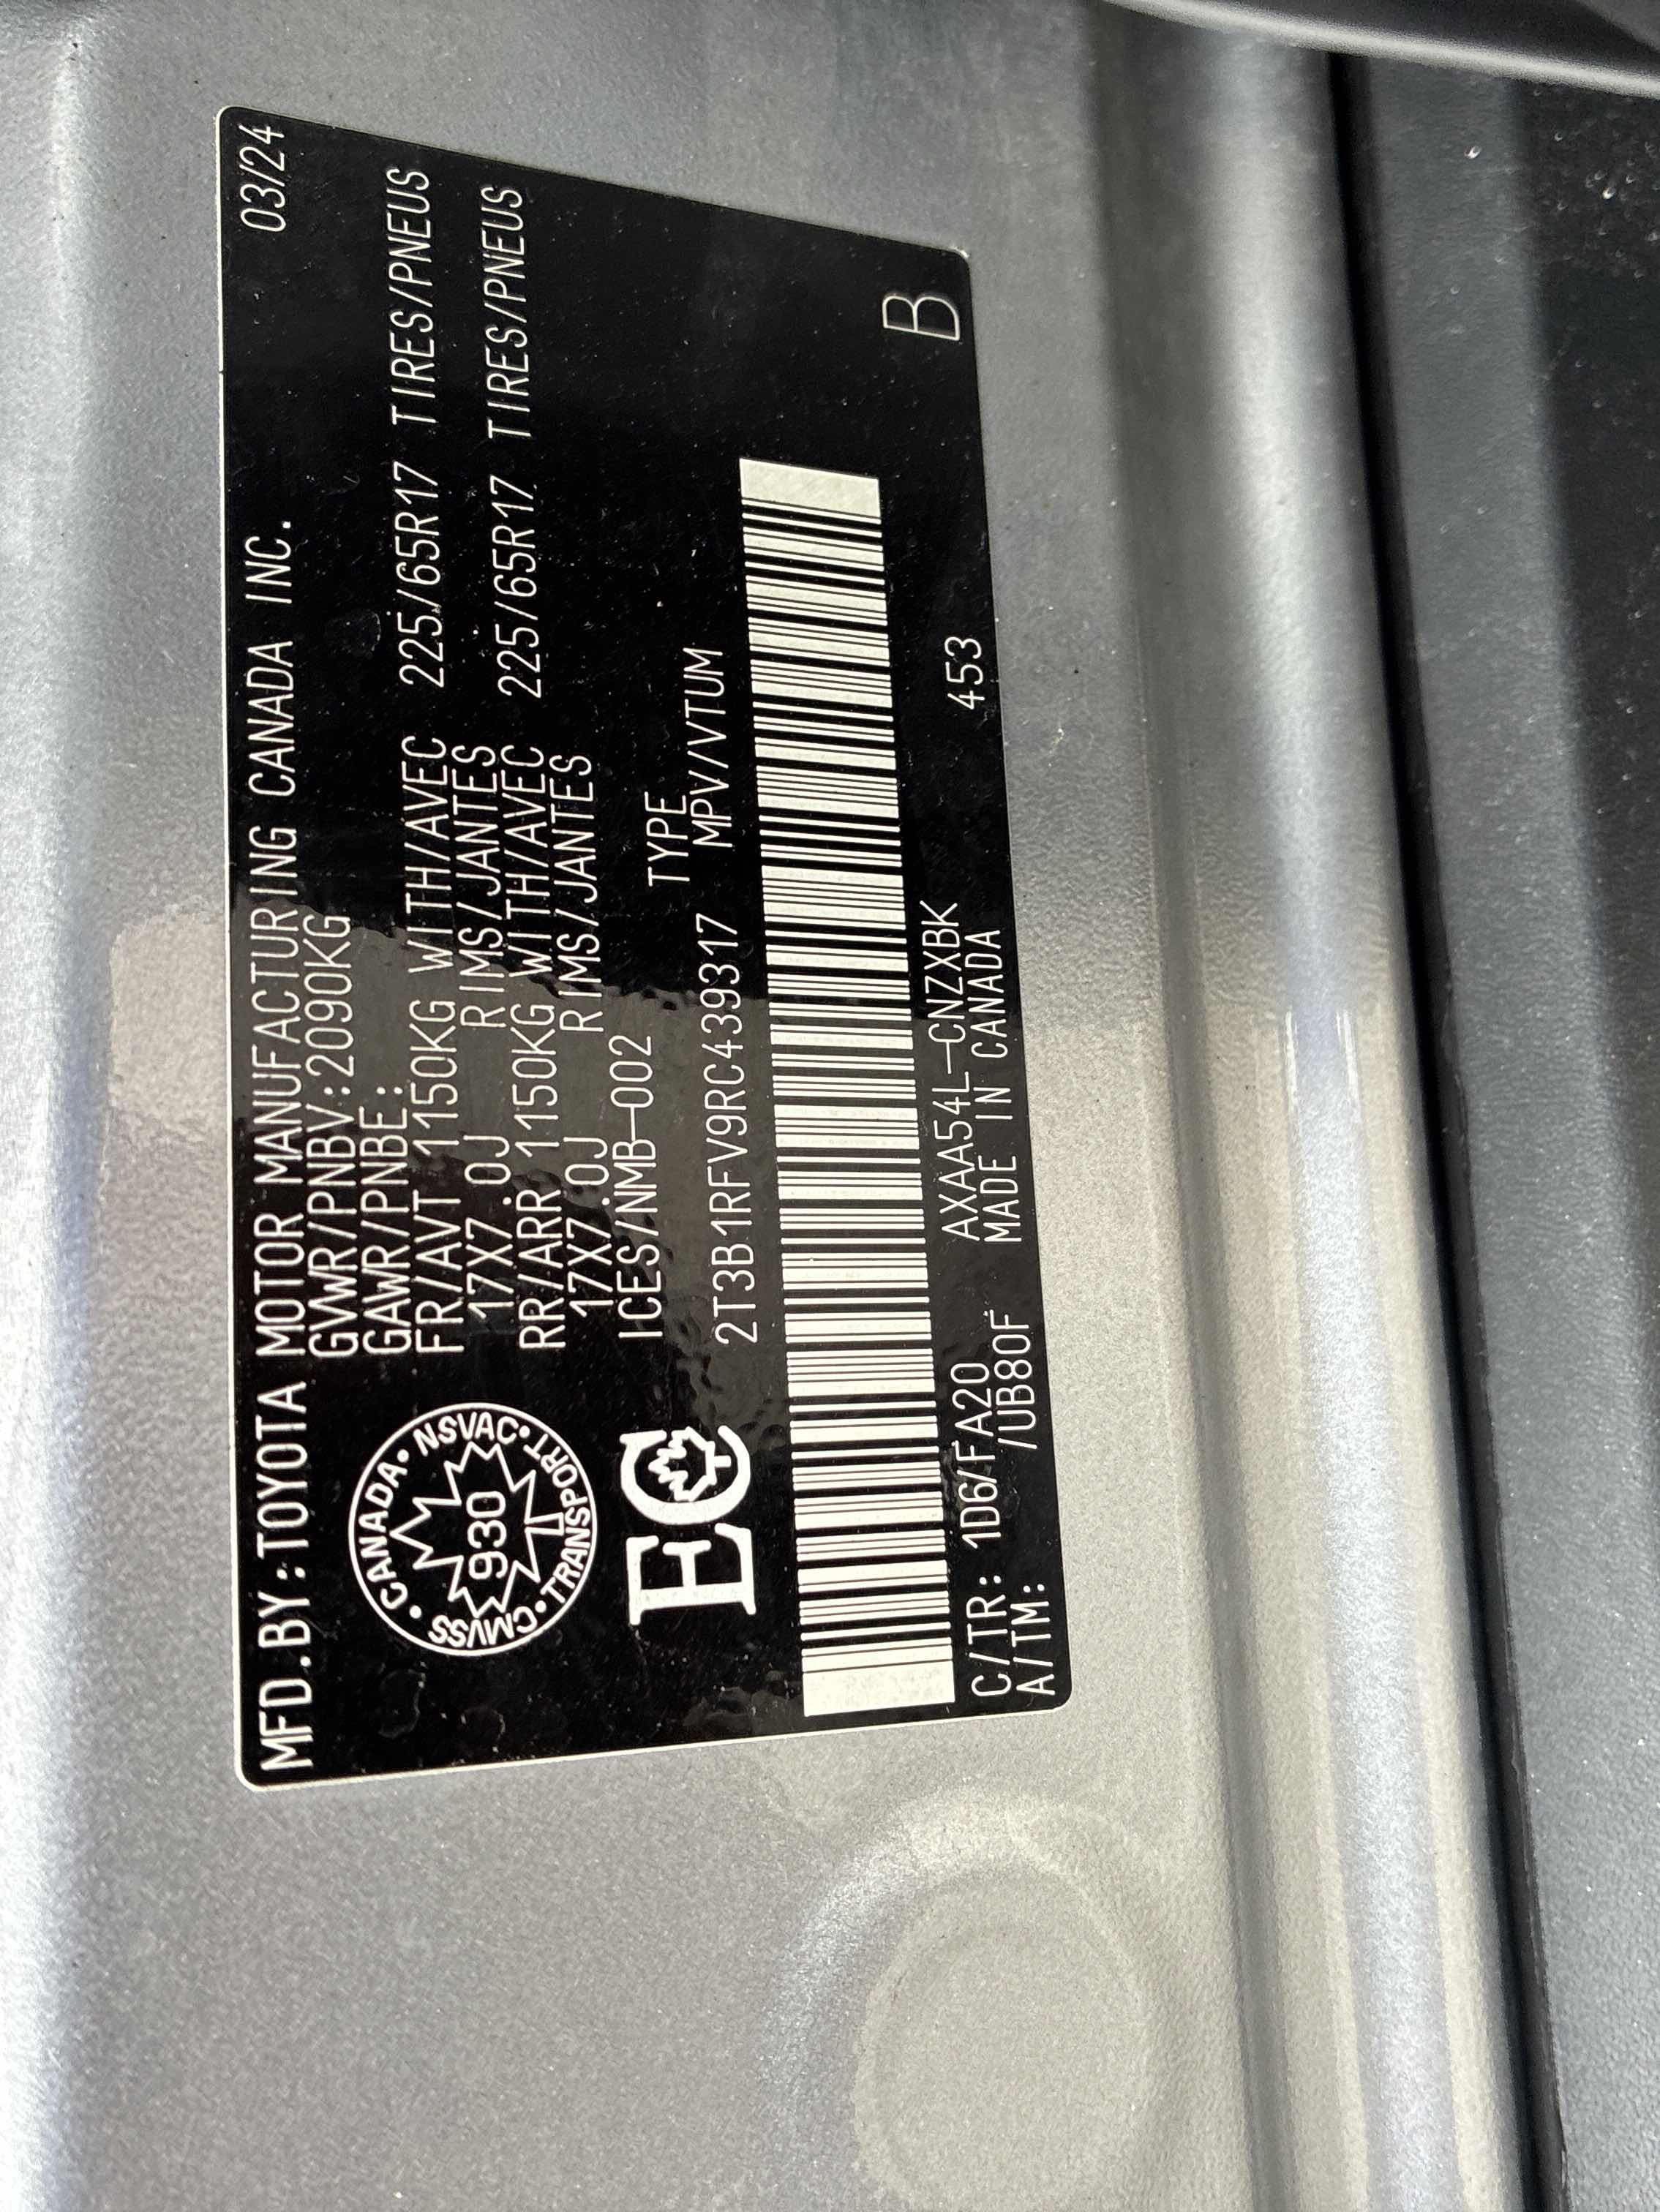 MFD.BY:TOYOTA MOTOR MANUFACTURING CANADA INC. 03/24
GVWR/PNBV:2090KG
GAWR/PNBE:
FR/AVT 1150KG WITH/AVEC 225/65R17 TIRES/PNEUS
17X7.0J RIMS/JANTES
RR/ARR 1150KG WITH/AVEC 225/65R17 TIRES/PNEUS
17X7.0J RIMS/JANTES
• CANADA • NSVAC • TRANSPORT • CMVSS
930
ICES/NMB-002 TYPE
EC
2T3B1RFV9RC439317 MPV/VTUM
C/TR: 1D6/FA20 AXAA54L-CNZXBK 453 B
A/TM: /UB80F MADE IN CANADA